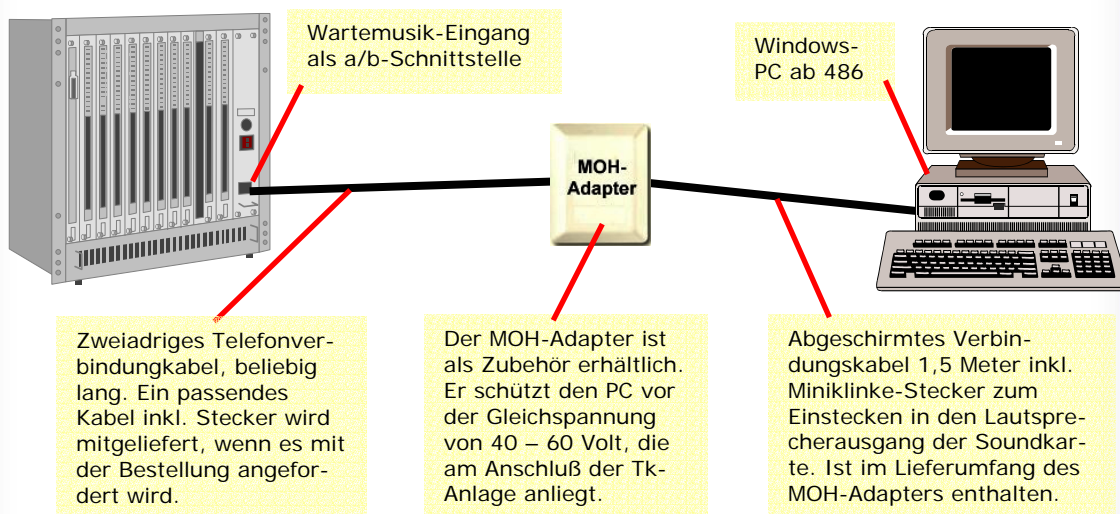 Wartemusik-Eingang
als a/b-Schnittstelle
Windows-
PC ab 486
MOH-
Adapter
Zweiadriges Telefonver-
bindungkabel, beliebig
lang. Ein passendes
Kabel inkl. Stecker wird
mitgeliefert, wenn es mit
der Bestellung angefor-
dert wird.
Der MOH-Adapter ist
als Zubehör erhältlich.
Er schützt den PC vor
der Gleichspannung
von 40 – 60 Volt, die
am Anschluß der Tk-
Anlage anliegt.
Abgeschirmtes Verbin-
dungskabel 1,5 Meter inkl.
Miniklinke-Stecker zum
Einstecken in den Lautspre-
cherausgang der Soundkar-
te. Ist im Lieferumfang des
MOH-Adapters enthalten.